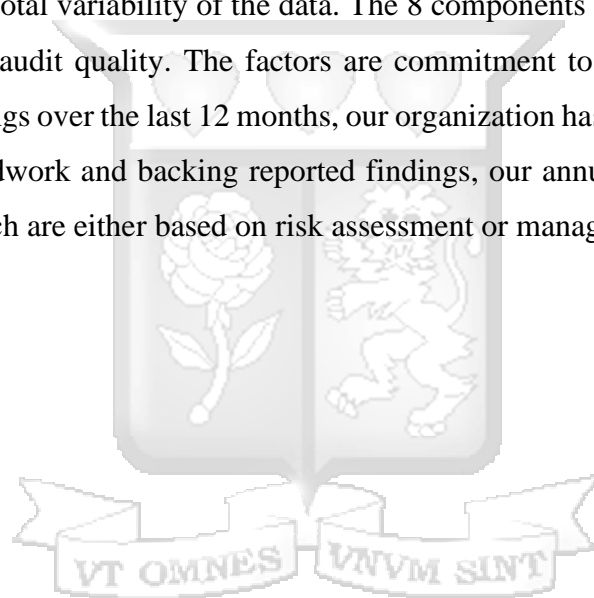 otal variability of the data. The 8 components
audit quality. The factors are commitment to
ngs over the last 12 months, our organization has
dwork and backing reported findings, our annu
ch are either based on risk assessment or manag
VT OMNES VNVM SINT